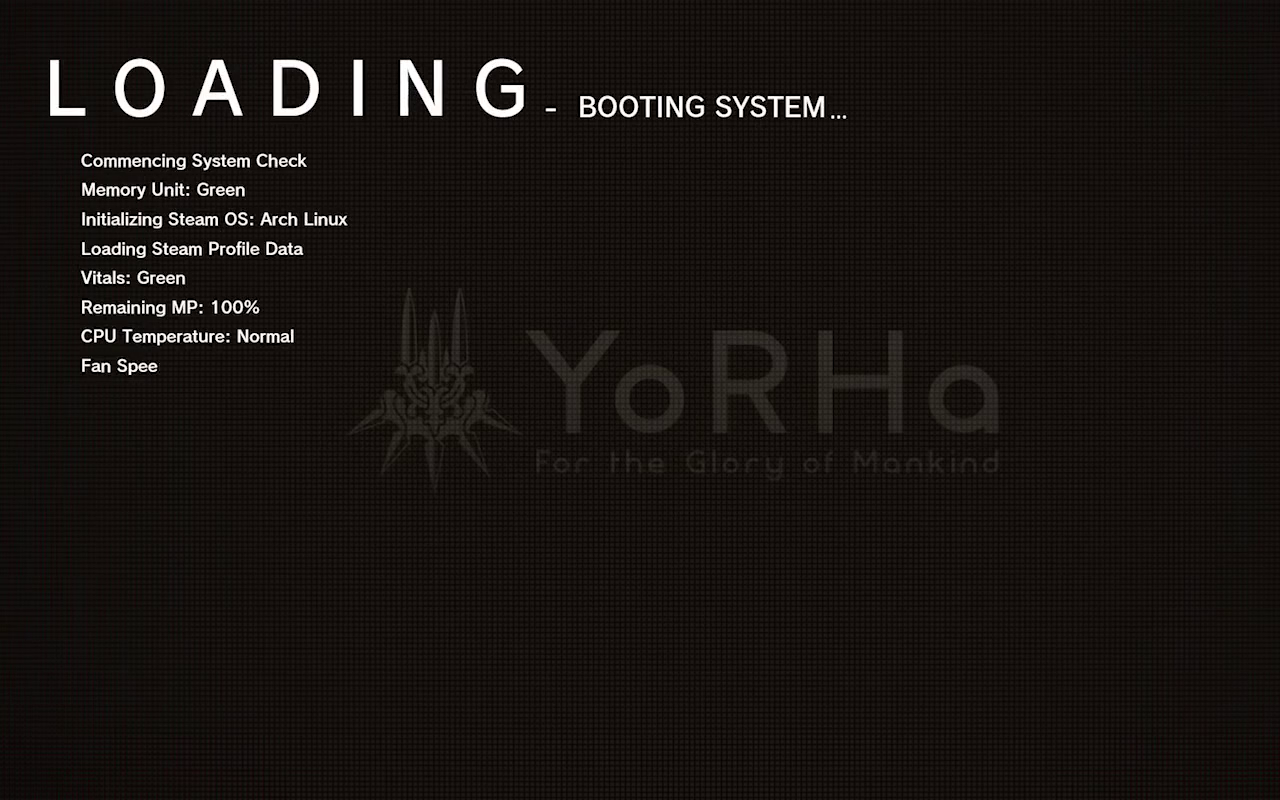 LOADING - BOOTING SYSTEM...
Commencing System Check
Memory Unit: Green
Initializing Steam OS: Arch Linux
Loading Steam Profile Data
Vitals: Green
Remaining MP: 100%
CPU Temperature: Normal
Fan Spee
YoRHa
For the Glory of Mankind